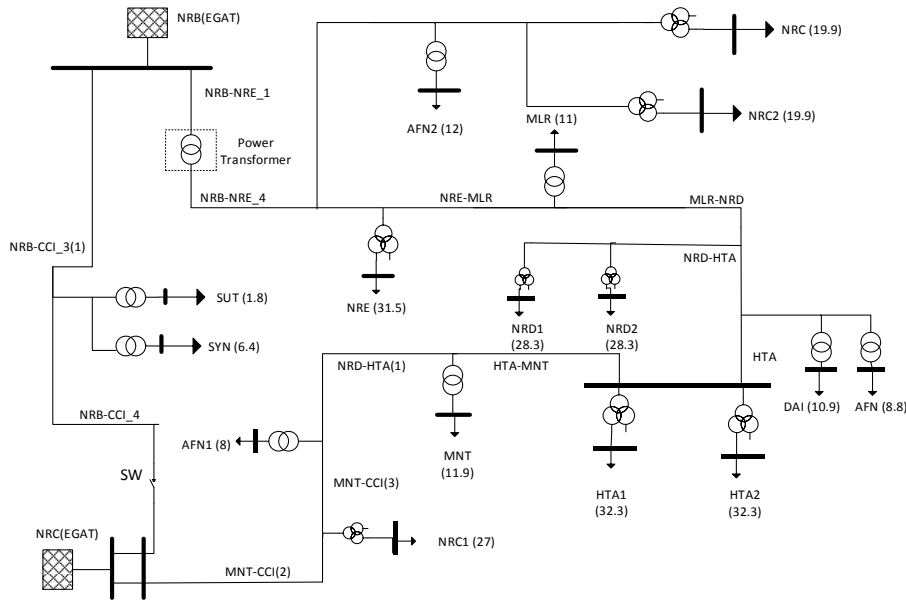 NRB(EGAT)
NRB-NRE_1
Power
Transformer
NRB-NRE_4
NRC (19.9)
NRC2 (19.9)
AFN2 (12)
MLR (11)
NRE-MLR
MLR-NRD
NRB-CCI_3(1)
NRD-HTA
NRE (31.5)
SUT (1.8)
SYN (6.4)
NRD1
(28.3)
NRD2
(28.3)
HTA
NRD-HTA(1)
HTA-MNT
DAI (10.9)
AFN (8.8)
NRB-CCI_4
AFN1 (8)
MNT
(11.9)
SW
MNT-CCI(3)
HTA1
(32.3)
HTA2
(32.3)
NRC(EGAT)
NRC1 (27)
MNT-CCI(2)